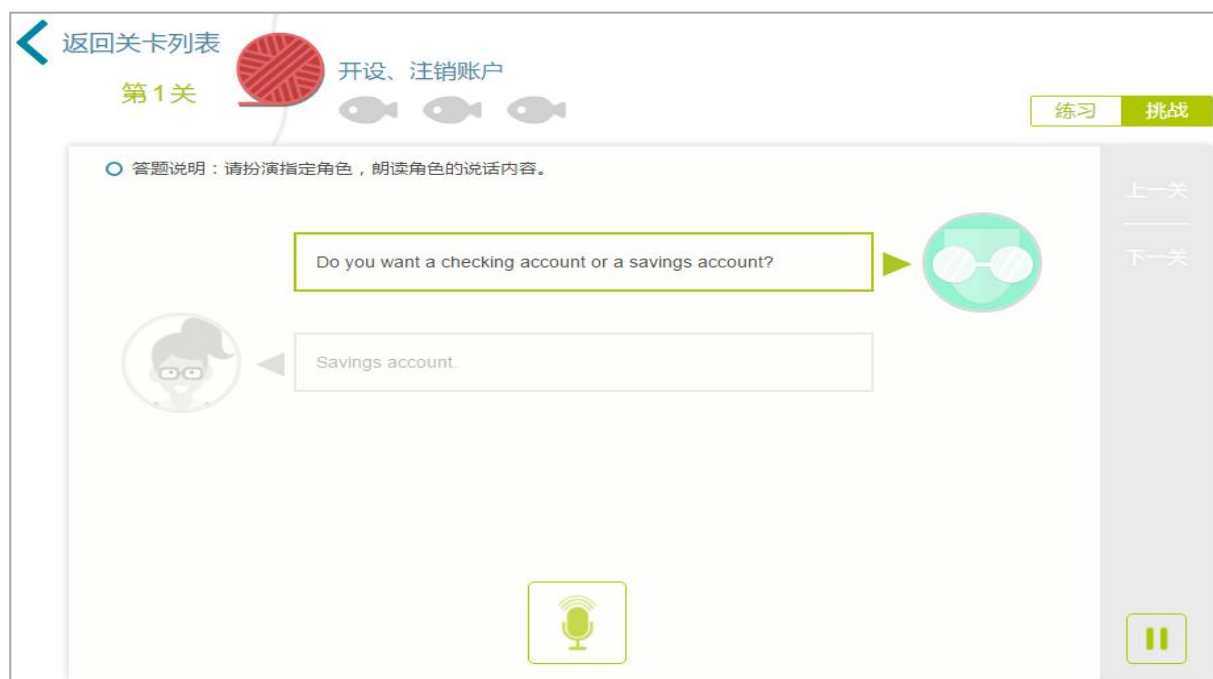 返回关卡列表
第1关
开设、注销账户
练习
挑战
答题说明：请扮演指定角色，朗读角色的说话内容。
上一关
Do you want a checking account or a savings account?
下一关
Savings account.